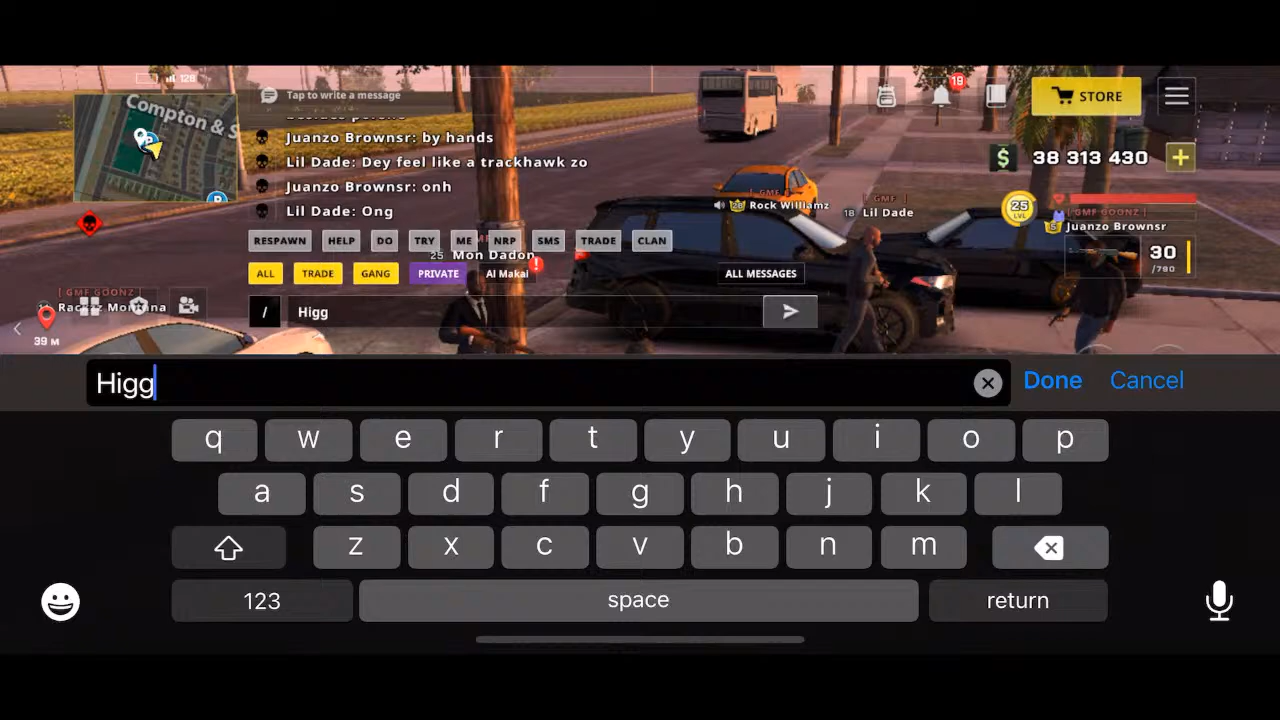 126
Compton & S
Tap to write a message
Juanzo Brownsr: by hands
Lil Dade: Dey feel like a trackhawk zo
Juanzo Brownsr: onh
Lil Dade: Ong
RESPAWN HELP DO TRY ME NRP SMS TRADE CLAN
25 Mon Dadon
ALL TRADE GANG PRIVATE AI Makai ! ALL MESSAGES
/ Higg
18
STORE
$ 38 313 430 +
Rock Williamz
[ GMF ]
18 Lil Dade
25
LVL
[ GMF GOONZ ]
Juanzo Brownsr
30
/780
[ GMF GOONZ ]
39 M
Higg
Done Cancel
q w e r t y u i o p
a s d f g h j k l
z x c v b n m
123 space return